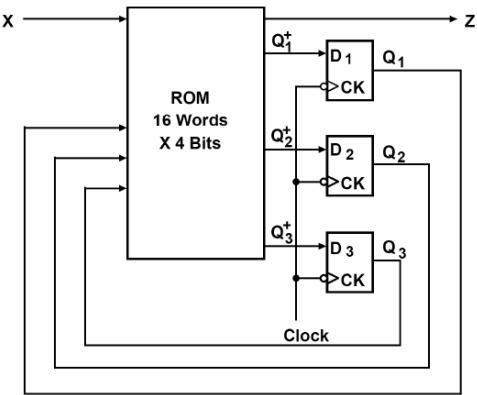 X
Z
ROM
16 Words
X 4 Bits
Q₁⁺
D₁
CK
Q₁
Q₂⁺
D₂
CK
Q₂
Q₃⁺
D₃
CK
Q₃
Clock